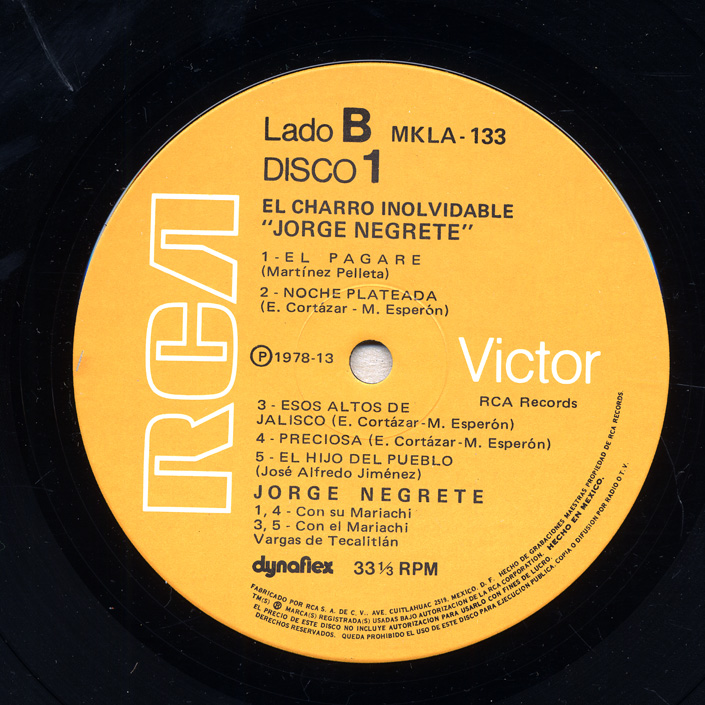 Lado B MKLA-133
DISCO 1
EL CHARRO INOLVIDABLE
"JORGE NEGRETE"
1 - EL PAGARE
(Martínez Pelleta)
2 - NOCHE PLATEADA
(E. Cortázar - M. Esperón)
RCA
Ⓟ 1978-13
Victor
RCA Records
3 - ESOS ALTOS DE
JALISCO (E. Cortázar - M. Esperón)
4 - PRECIOSA (E. Cortázar - M. Esperón)
5 - EL HIJO DEL PUEBLO
(José Alfredo Jiménez)
JORGE NEGRETE
1, 4 - Con su Mariachi
3, 5 - Con el Mariachi
Vargas de Tecalitlán
dynaflex 33 1/3 RPM
FABRICADO POR RCA S. A. DE C. V., AVE. CUITLAHUAC 2519, MEXICO, D. F. HECHO DE GRABACIONES MAESTRAS PROPIEDAD DE RCA RECORDS
TM(S) ® MARCA(S) REGISTRADA(S) USADAS BAJO AUTORIZACION DE LA RCA CORPORATION. HECHO EN MEXICO.
EL PRECIO DE ESTE DISCO NO INCLUYE AUTORIZACION PARA USARLO CON FINES DE LUCRO.
DERECHOS RESERVADOS. QUEDA PROHIBIDO EL USO DE ESTE DISCO PARA EJECUCION PUBLICA, COPIA O DIFUSION POR RADIO O T. V.